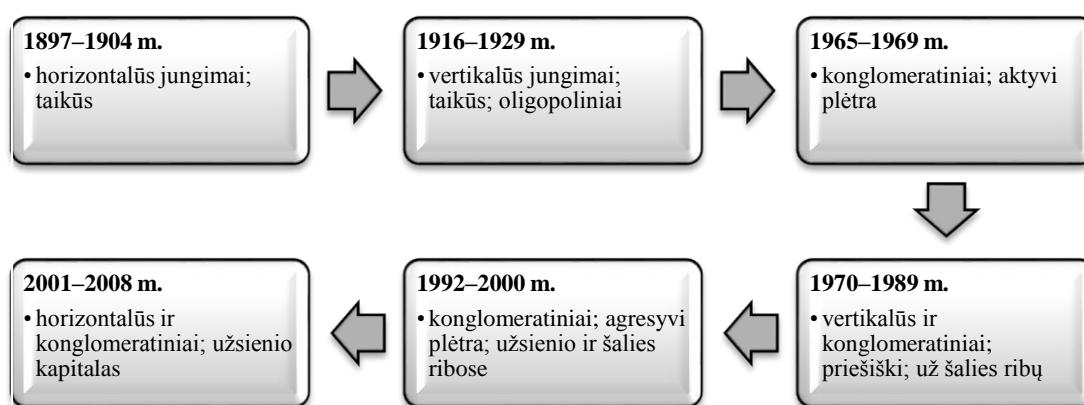 1897–1904 m.
• horizontalūs jungimai;
taikūs
1916–1929 m.
• vertikalūs jungimai;
taikūs; oligopoliniai
1965–1969 m.
• konglomeratiniai; aktyvi
plėtra
1970–1989 m.
• vertikalūs ir
konglomeratiniai;
priešiški; už šalies ribų
1992–2000 m.
• konglomeratiniai; agresyvi
plėtra; užsienio ir šalies
ribose
2001–2008 m.
• horizontalūs ir
konglomeratiniai; užsienio
kapitalas